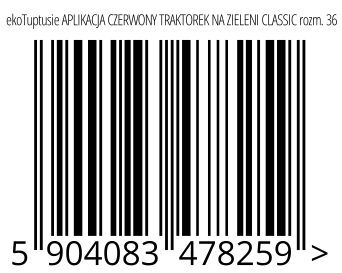 ekoTuptusie APLIKACJA CZERWONY TRAKTOREK NA ZIELENI CLASSIC rozm. 36
5 904083 478259 >